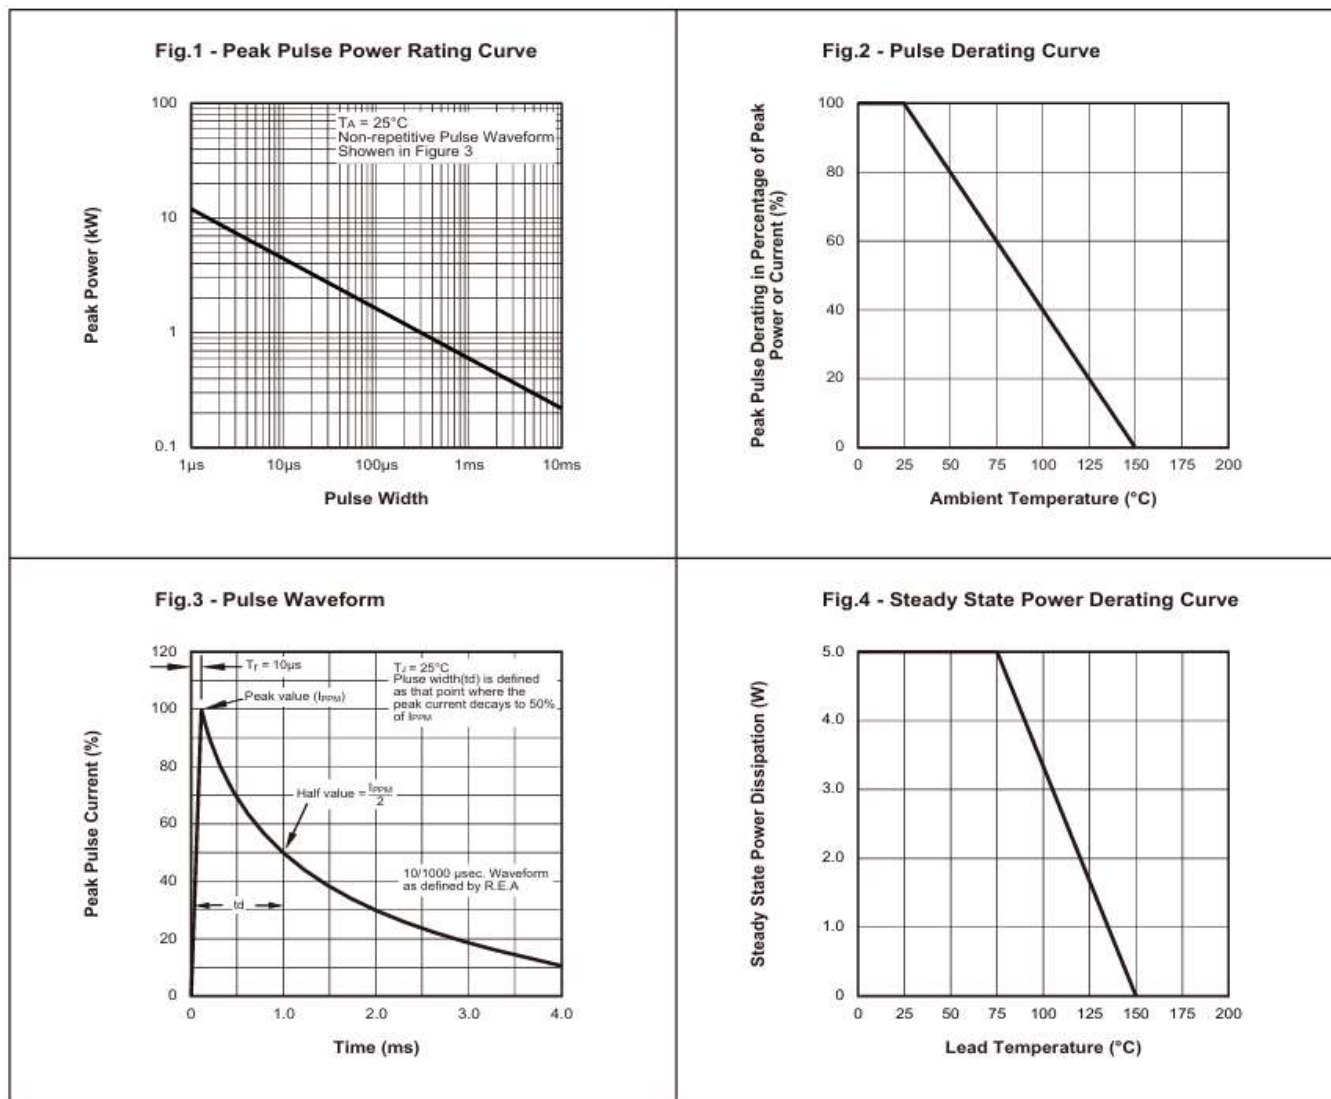 Fig.1 - Peak Pulse Power Rating Curve
Peak Power (kW)
100
10
1
0.1
TA = 25°C
Non-repetitive Pulse Waveform
Showen in Figure 3
1µs 10µs 100µs 1ms 10ms
Pulse Width
Fig.2 - Pulse Derating Curve
Peak Pulse Derating in Percentage of Peak
Power or Current (%)
100
80
60
40
20
0
0 25 50 75 100 125 150 175 200
Ambient Temperature (°C)
Fig.3 - Pulse Waveform
Peak Pulse Current (%)
120
100
80
60
40
20
0
Tr = 10µs
Peak value (IPPM)
TJ = 25°C
Pluse width(td) is defined
as that point where the
peak current decays to 50%
of IPPM
Half value = IPPM
2
10/1000 µsec. Waveform
as defined by R.E.A
td
0 1.0 2.0 3.0 4.0
Time (ms)
Fig.4 - Steady State Power Derating Curve
Steady State Power Dissipation (W)
5.0
4.0
3.0
2.0
1.0
0
0 25 50 75 100 125 150 175 200
Lead Temperature (°C)